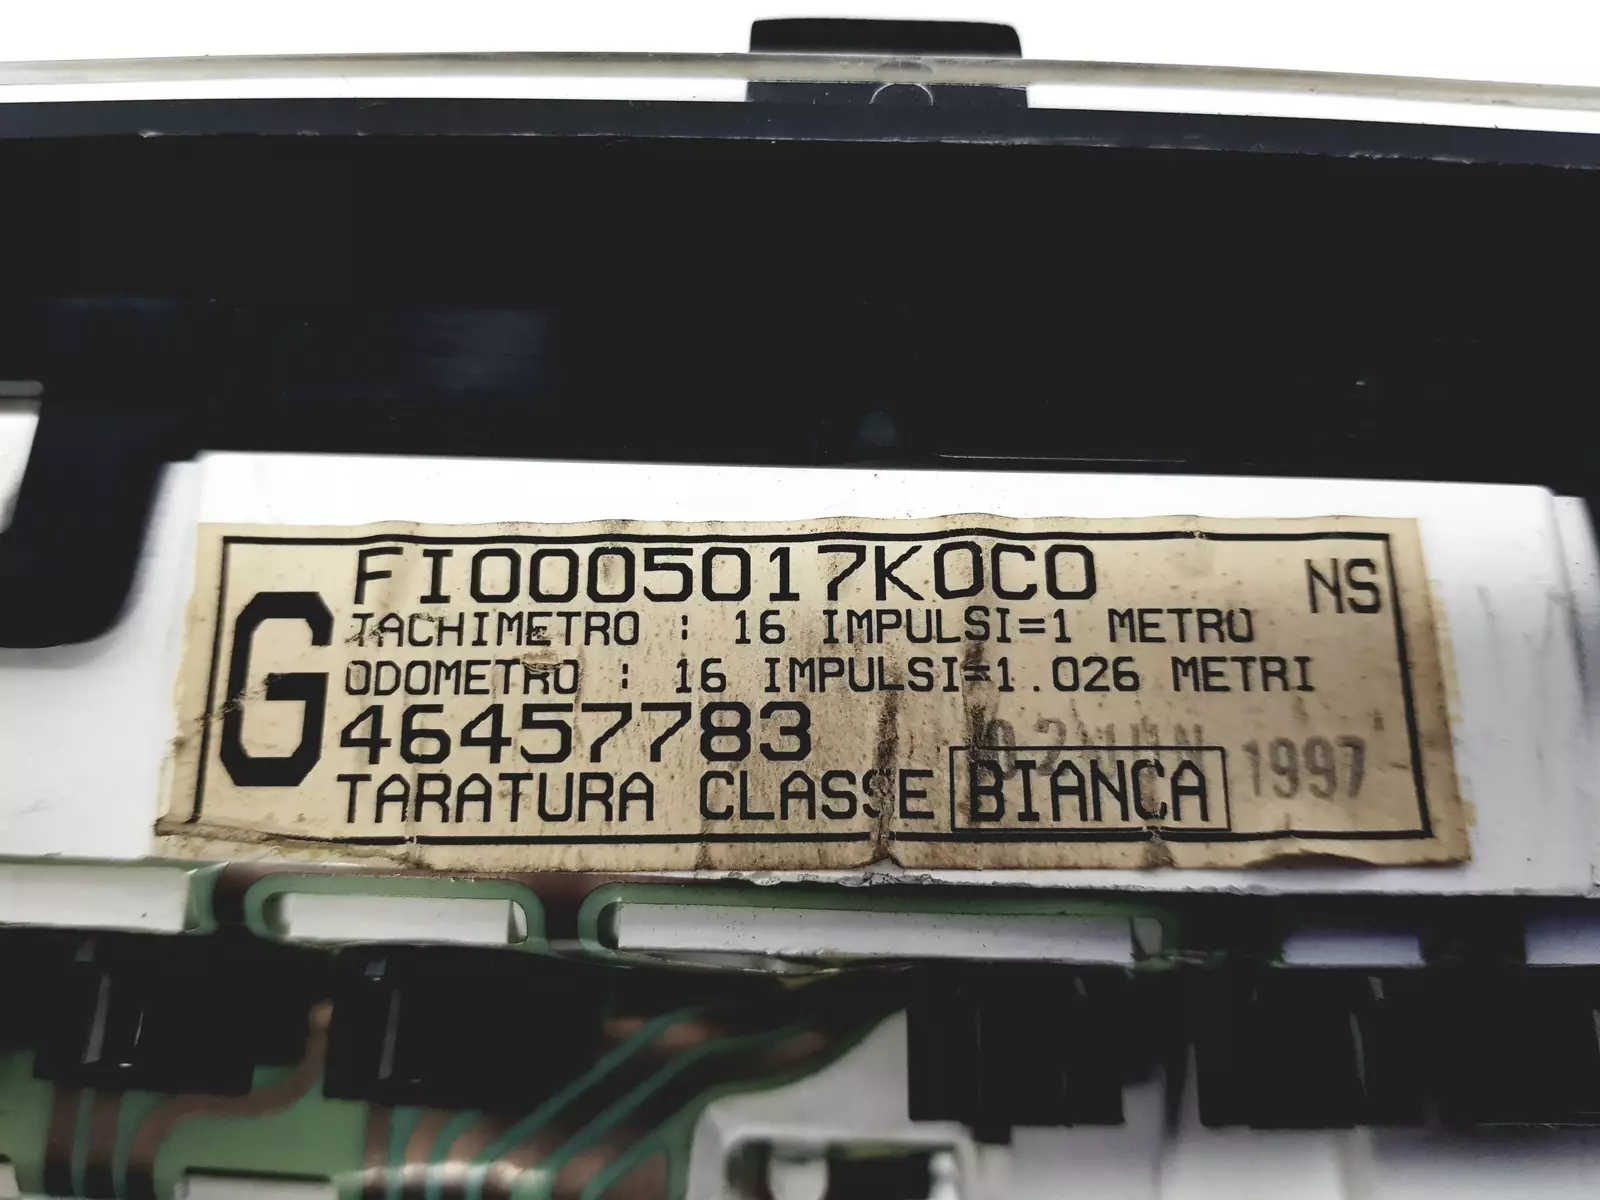 FI0005017K0C0 NS
G
TACHIMETRO : 16 IMPULSI=1 METRO
ODOMETRO : 16 IMPULSI=1.026 METRI
46457783
1997
TARATURA CLASSE BIANCA